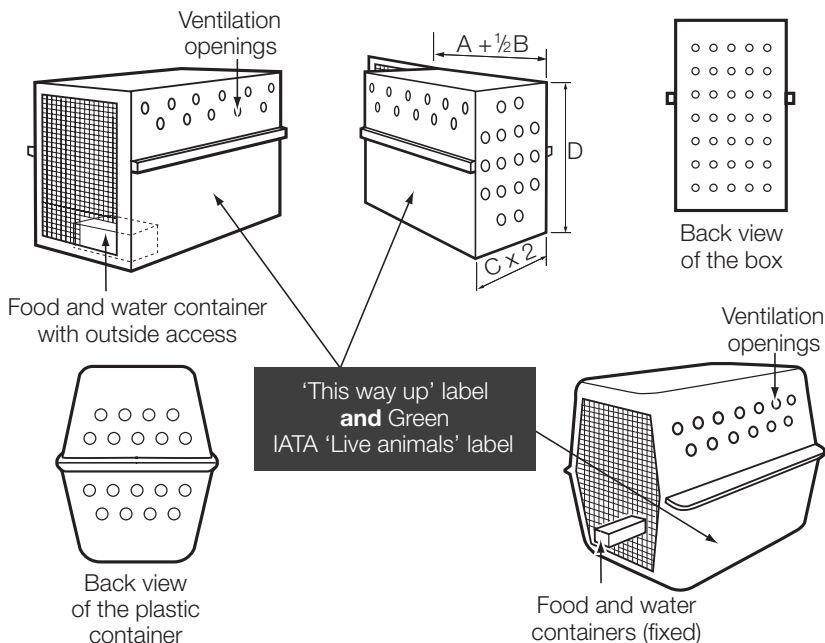 Ventilation
openings
A + ½B
D
C x 2
Back view
of the box
Food and water container
with outside access
Ventilation
openings
'This way up' label
and Green
IATA 'Live animals' label
Back view
of the plastic
container
Food and water
containers (fixed)